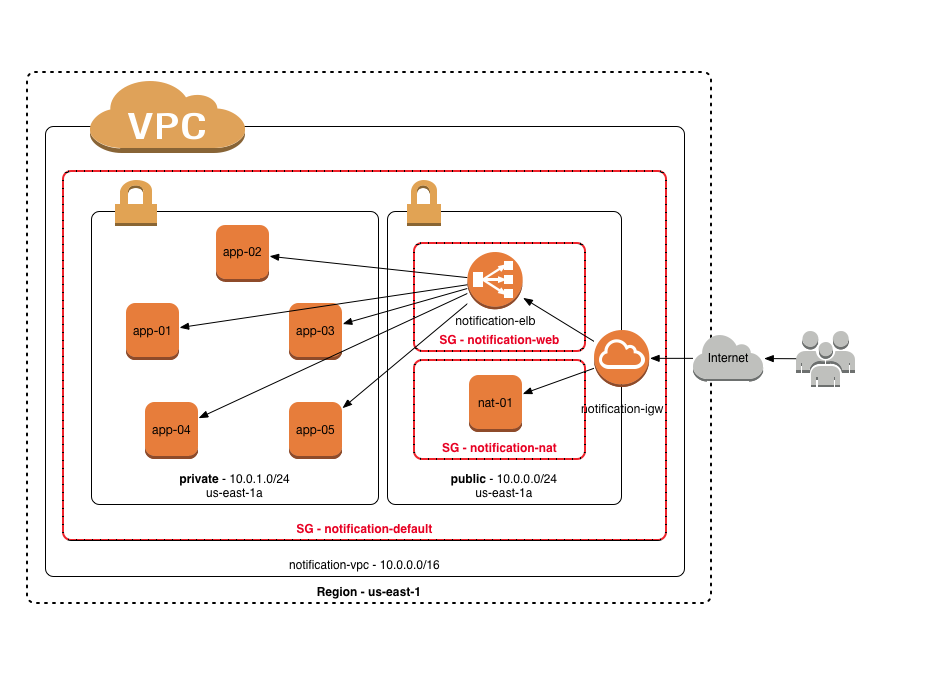 VPC
app-02
app-01
app-03
app-04
app-05
private - 10.0.1.0/24
us-east-1a
notification-elb
SG - notification-web
nat-01
SG - notification-nat
public - 10.0.0.0/24
us-east-1a
notification-igw
Internet
SG - notification-default
notification-vpc - 10.0.0.0/16
Region - us-east-1